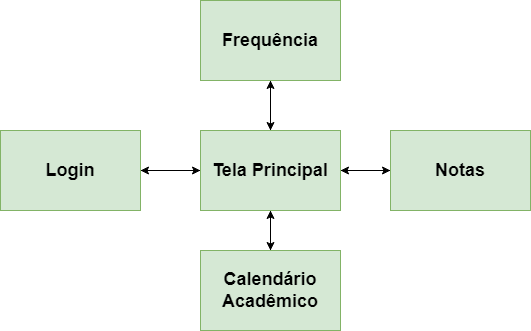 Frequência
Login
Tela Principal
Notas
Calendário
Acadêmico